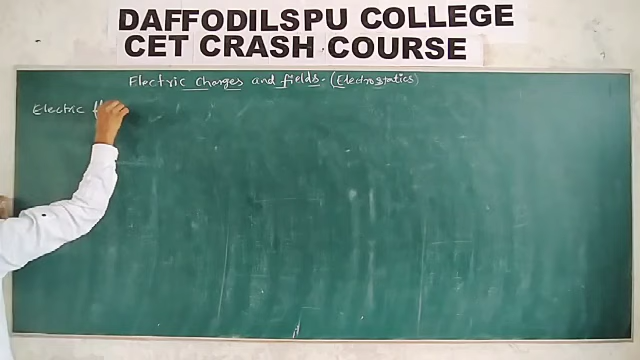 DAFFODILSPU COLLEGE
CET CRASH COURSE
Electric charges and fields. (Electrostatics)
Electric